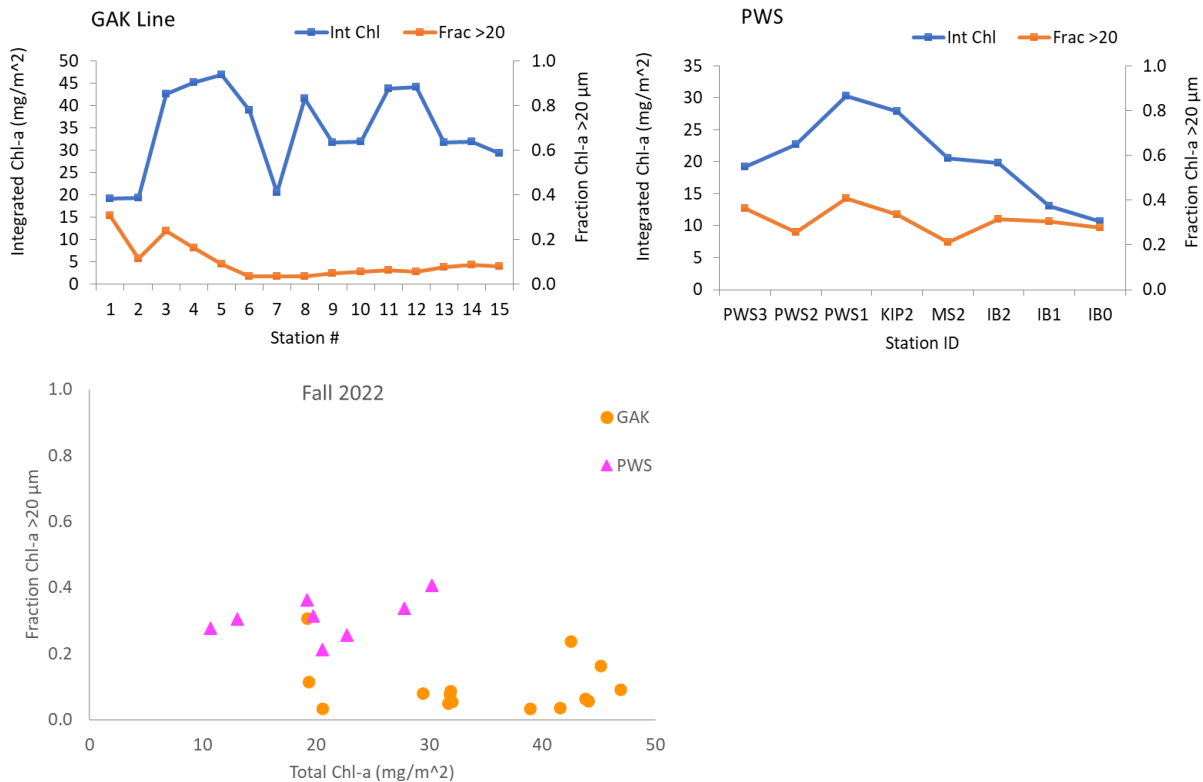 GAK Line
Int Chl
Frac >20
Integrated Chl-a (mg/m^2)
50
45
40
35
30
25
20
15
10
5
0
1.0
0.8
0.6
0.4
0.2
0.0
Fraction Chl-a >20 µm
1 2 3 4 5 6 7 8 9 10 11 12 13 14 15
Station #
PWS
Int Chl
Frac >20
Integrated Chl-a (mg/m^2)
35
30
25
20
15
10
5
0
1.0
0.8
0.6
0.4
0.2
0.0
Fraction Chl-a >20 µm
PWS3 PWS2 PWS1 KIP2 MS2 IB2 IB1 IB0
Station ID
Fall 2022
GAK
PWS
Fraction Chl-a >20 µm
1.0
0.8
0.6
0.4
0.2
0.0
0 10 20 30 40 50
Total Chl-a (mg/m^2)